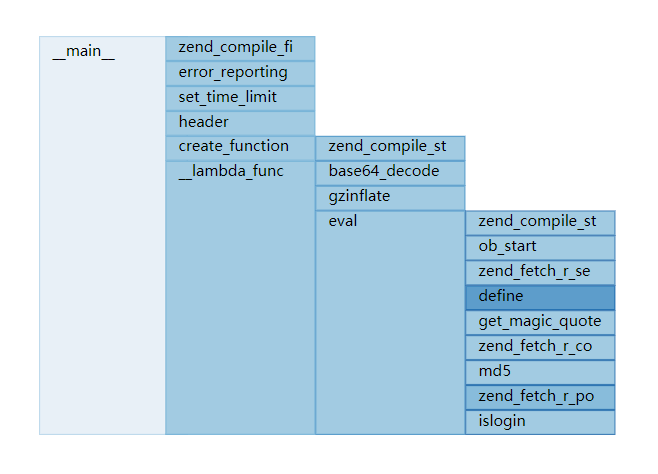 __main__
zend_compile_fi
error_reporting
set_time_limit
header
create_function
__lambda_func
zend_compile_st
base64_decode
gzinflate
eval
zend_compile_st
ob_start
zend_fetch_r_se
define
get_magic_quote
zend_fetch_r_co
md5
zend_fetch_r_po
islogin